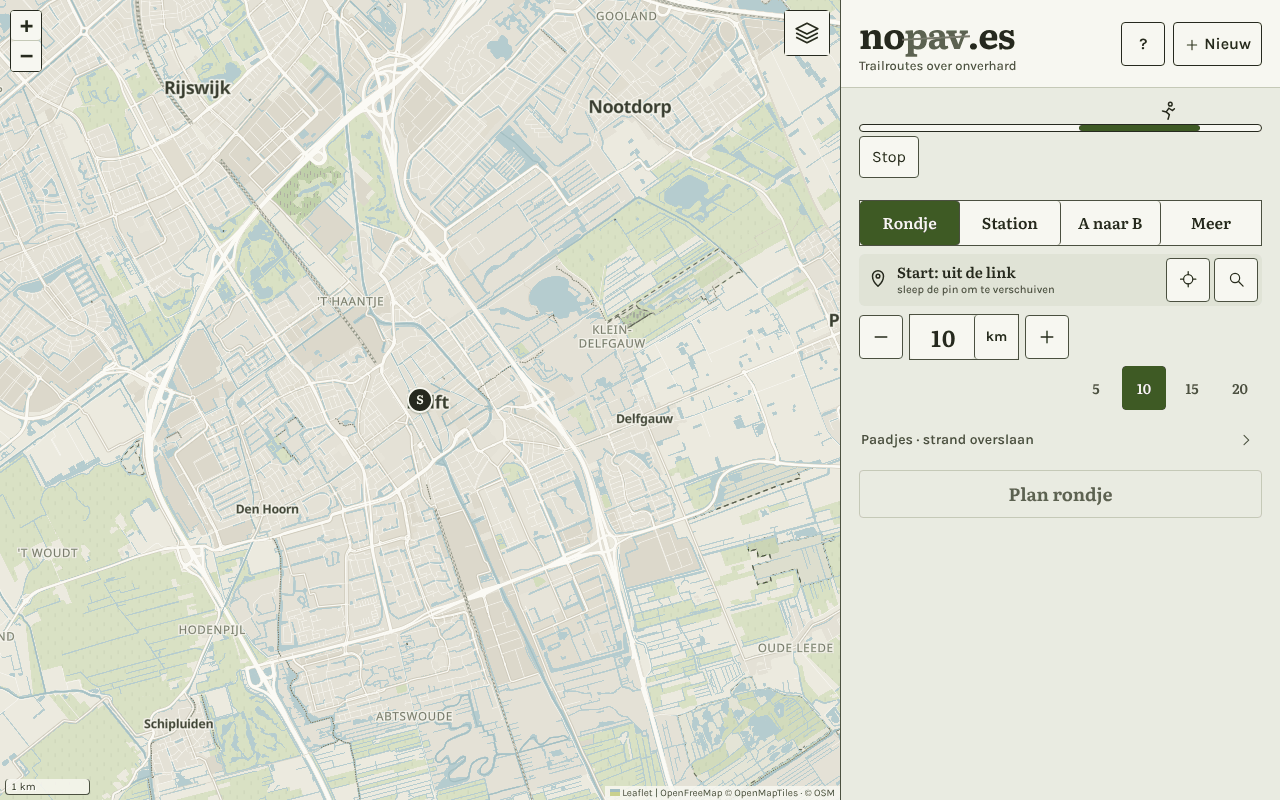 +
−
GOOLAND
Rijswijk
Nootdorp
'T HAANTJE
KLEIN-
DELFGAUW
P
S
lft
Delfgauw
Den Hoorn
'T WOUDT
HODENPIJL
ND
OUDE LEEDE
ABTSWOUDE
Schipluiden
1 km
Leaflet | OpenFreeMap © OpenMapTiles · © OSM
nopav.es
Trailroutes over onverhard
?
+ Nieuw
Stop
Rondje
Station
A naar B
Meer
Start: uit de link
sleep de pin om te verschuiven
− 10 km +
5 10 15 20
Paadjes · strand overslaan
Plan rondje